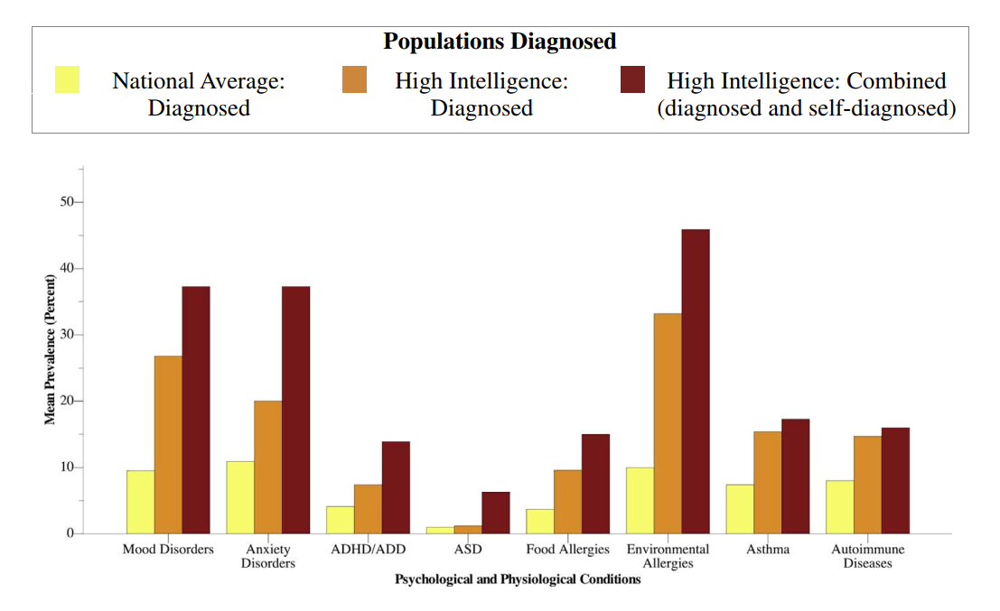 Populations Diagnosed
National Average:
Diagnosed
High Intelligence:
Diagnosed
High Intelligence: Combined
(diagnosed and self-diagnosed)
Mean Prevalence (Percent)
50
40
30
20
10
0
Mood Disorders
Anxiety
Disorders
ADHD/ADD
ASD
Food Allergies
Environmental
Allergies
Asthma
Autoimmune
Diseases
Psychological and Physiological Conditions